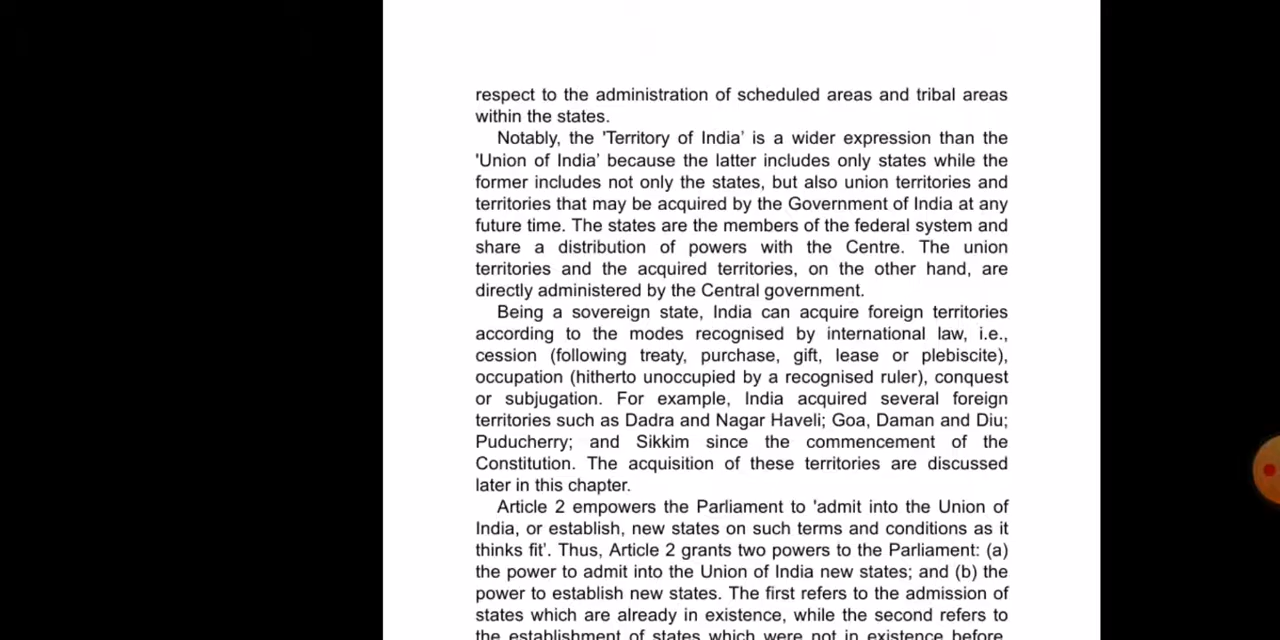 respect to the administration of scheduled areas and tribal areas
within the states.
Notably, the 'Territory of India' is a wider expression than the
'Union of India' because the latter includes only states while the
former includes not only the states, but also union territories and
territories that may be acquired by the Government of India at any
future time. The states are the members of the federal system and
share a distribution of powers with the Centre. The union
territories and the acquired territories, on the other hand, are
directly administered by the Central government.
Being a sovereign state, India can acquire foreign territories
according to the modes recognised by international law, i.e.,
cession (following treaty, purchase, gift, lease or plebiscite),
occupation (hitherto unoccupied by a recognised ruler), conquest
or subjugation. For example, India acquired several foreign
territories such as Dadra and Nagar Haveli; Goa, Daman and Diu;
Puducherry; and Sikkim since the commencement of the
Constitution. The acquisition of these territories are discussed
later in this chapter.
Article 2 empowers the Parliament to 'admit into the Union of
India, or establish, new states on such terms and conditions as it
thinks fit'. Thus, Article 2 grants two powers to the Parliament: (a)
the power to admit into the Union of India new states; and (b) the
power to establish new states. The first refers to the admission of
states which are already in existence, while the second refers to
the establishment of states which were not in existence before.